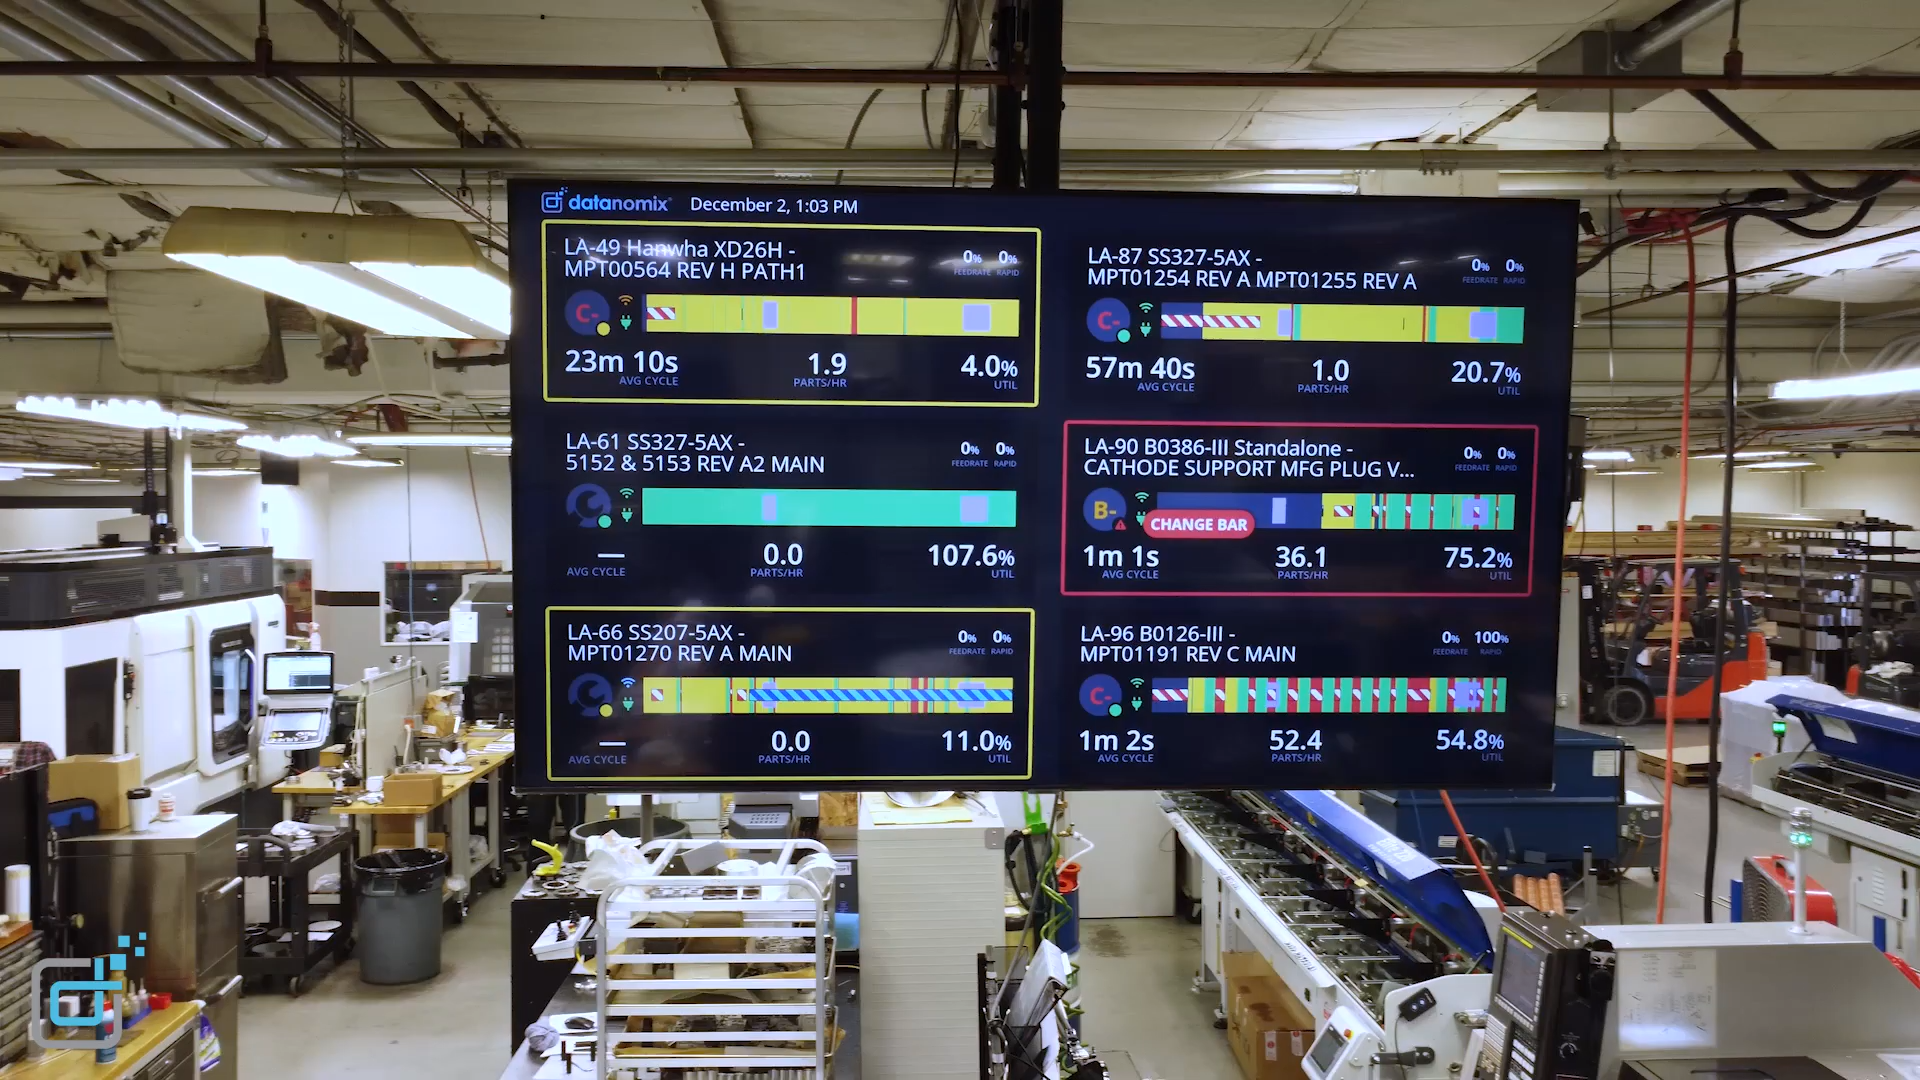 datanomix December 2, 1:03 PM
LA-49 Hanwha XD26H -
MPT00564 REV H PATH1
0% 0%
FEEDRATE RAPID
C-
23m 10s 1.9 4.0%
AVG CYCLE PARTS/HR UTIL
LA-61 SS327-5AX -
5152 & 5153 REV A2 MAIN
0% 0%
FEEDRATE RAPID
— 0.0 107.6%
AVG CYCLE PARTS/HR UTIL
LA-66 SS207-5AX -
MPT01270 REV A MAIN
0% 0%
FEEDRATE RAPID
— 0.0 11.0%
AVG CYCLE PARTS/HR UTIL
LA-87 SS327-5AX -
MPT01254 REV A MPT01255 REV A
0% 0%
FEEDRATE RAPID
C-
57m 40s 1.0 20.7%
AVG CYCLE PARTS/HR UTIL
LA-90 B0386-III Standalone -
CATHODE SUPPORT MFG PLUG V...
0% 0%
FEEDRATE RAPID
B-
CHANGE BAR
1m 1s 36.1 75.2%
AVG CYCLE PARTS/HR UTIL
LA-96 B0126-III -
MPT01191 REV C MAIN
0% 100%
FEEDRATE RAPID
C-
1m 2s 52.4 54.8%
AVG CYCLE PARTS/HR UTIL